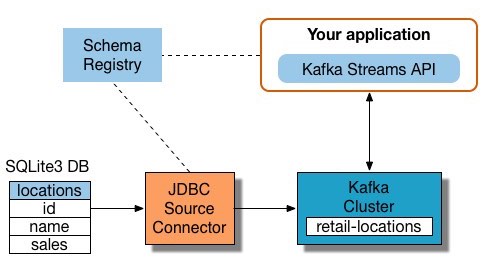 Schema
Registry
Your application
Kafka Streams API
SQLite3 DB
locations
id
name
sales
JDBC
Source
Connector
Kafka
Cluster
retail-locations